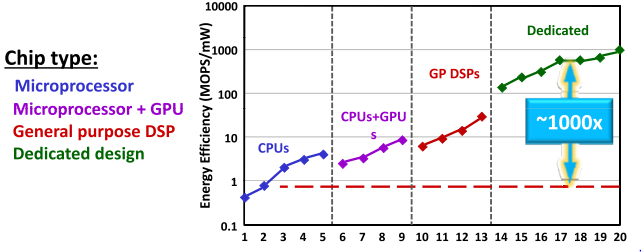 Chip type:
Microprocessor
Microprocessor + GPU
General purpose DSP
Dedicated design
Energy Efficiency (MOPS/mW)
10000
1000
100
10
1
0.1
CPUs
CPUs+GPU
s
GP DSPs
Dedicated
~1000x
1 2 3 4 5 6 7 8 9 10 11 12 13 14 15 16 17 18 19 20